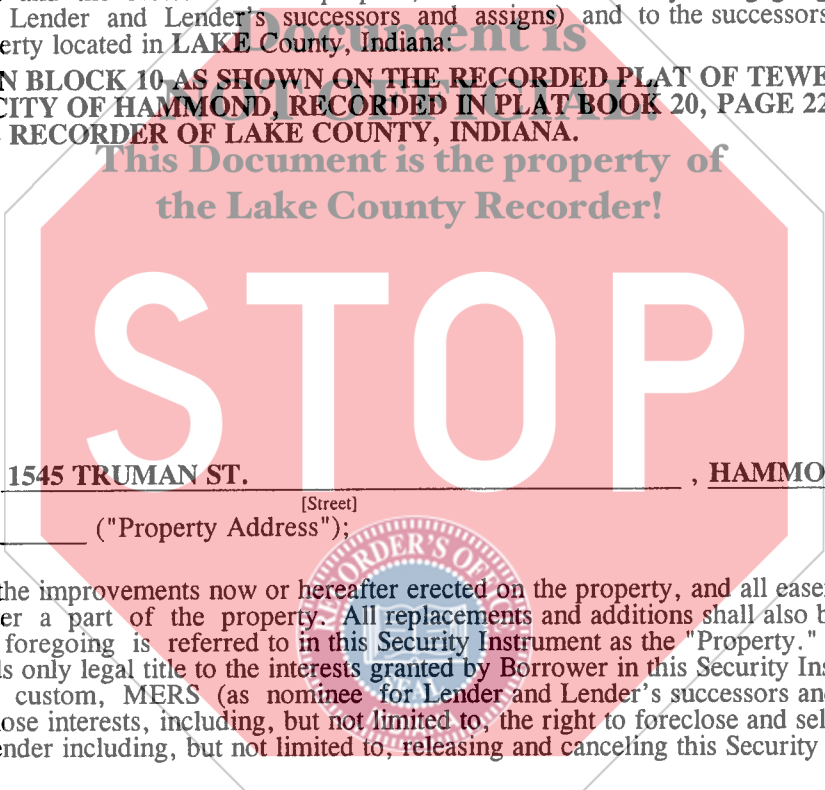 Lender and Lender's successors and assigns) and to the successors
erty located in LAKE County, Indiana:
Document is
N BLOCK 10 AS SHOWN ON THE RECORDED PLAT OF TEWE
NOT OFFICIAL!
CITY OF HAMMOND, RECORDED IN PLAT BOOK 20, PAGE 22
RECORDER OF LAKE COUNTY, INDIANA.
This Document is the property of
the Lake County Recorder!
STOP
1545 TRUMAN ST. , HAMMO
[Street]
("Property Address");
RECORDER'S OFFICE
the improvements now or hereafter erected on the property, and all ease
er a part of the property. All replacements and additions shall also b
foregoing is referred to in this Security Instrument as the "Property."
s only legal title to the interests granted by Borrower in this Security Ins
custom, MERS (as nominee for Lender and Lender's successors an
ose interests, including, but not limited to, the right to foreclose and sel
ender including, but not limited to, releasing and canceling this Security
INDIANA